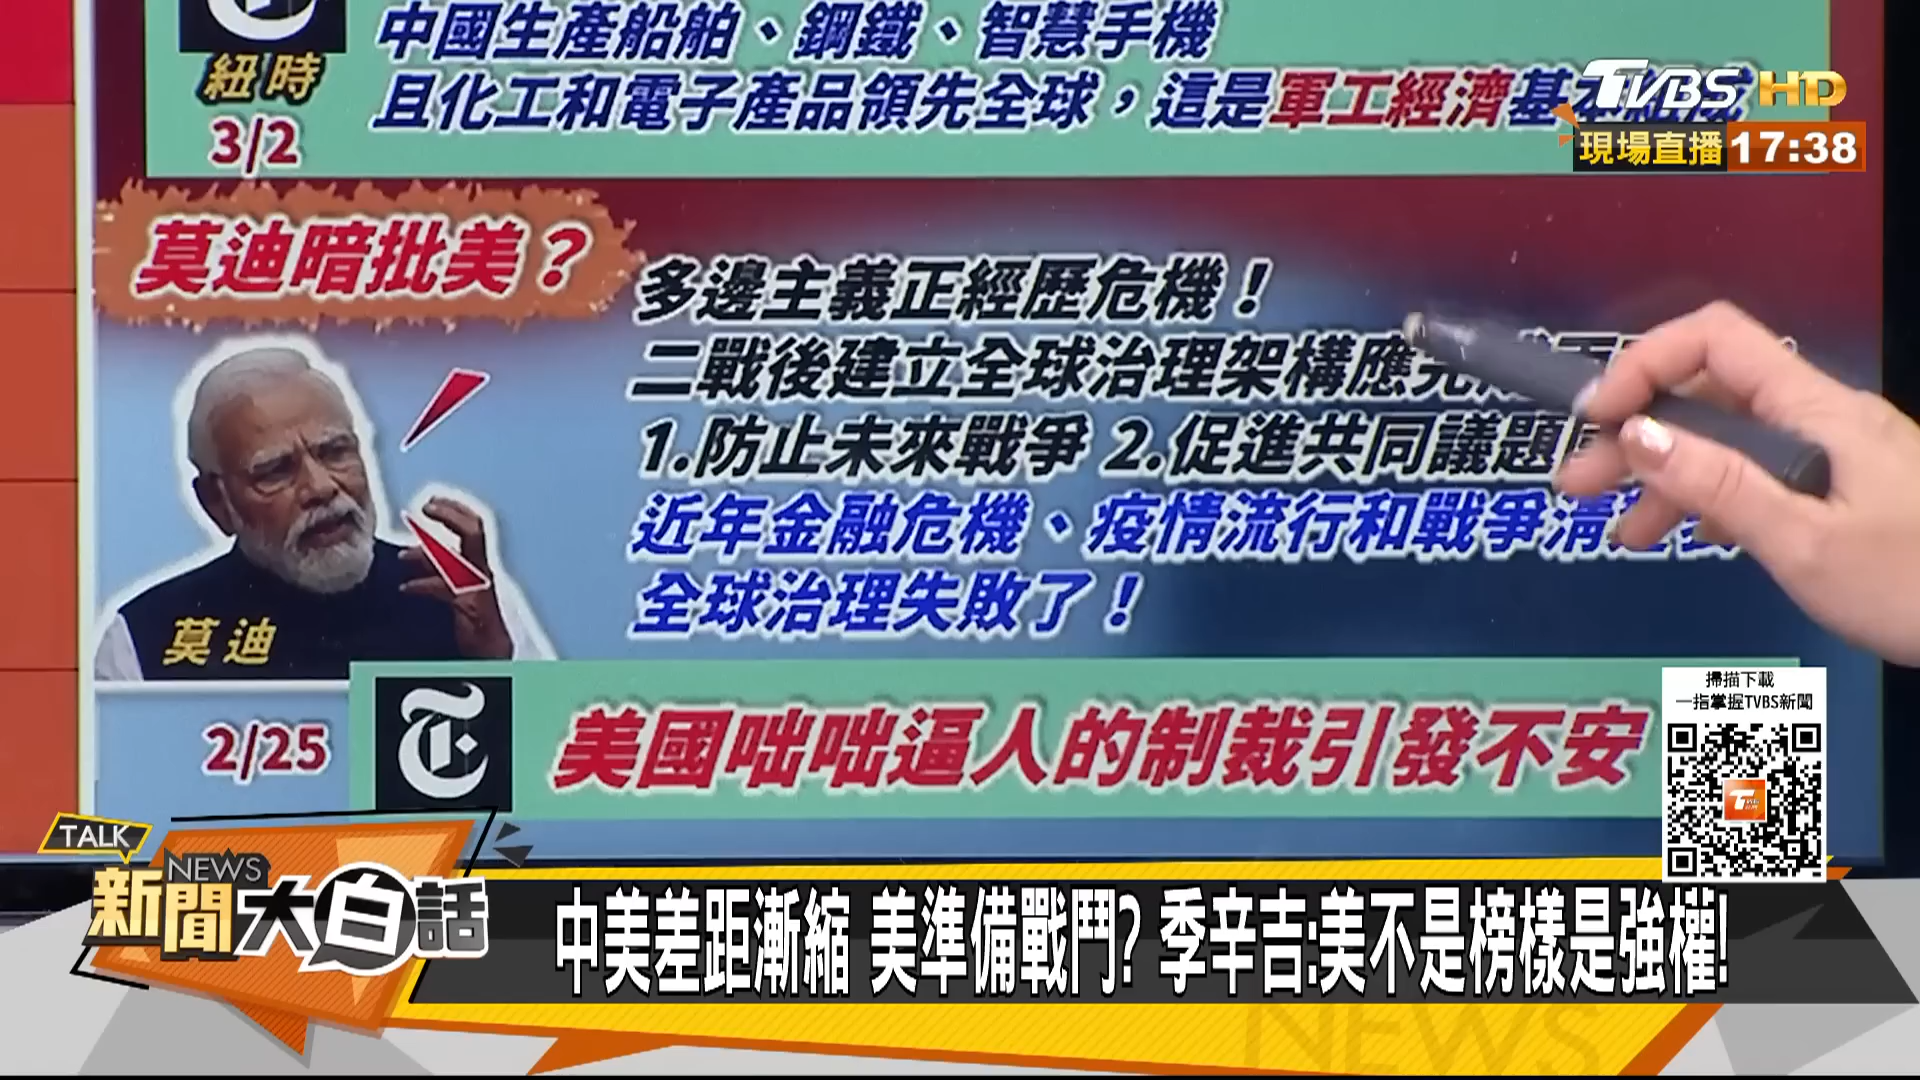 中國生產船舶、鋼鐵、智慧手機
紐時
且化工和電子產品領先全球，這是軍工經濟基本組成
3/2
TVBS HD
現場直播 17:38
莫迪暗批美？
多邊主義正經歷危機！
二戰後建立全球治理架構應完
1.防止未來戰爭 2.促進共同議題
近年金融危機、疫情流行和戰爭清
全球治理失敗了！
莫迪
2/25
美國咄咄逼人的制裁引發不安
掃描下載
一指掌握TVBS新聞
TALK
NEWS
新聞大白話
中美差距漸縮 美準備戰鬥? 季辛吉:美不是榜樣是強權!
NEWS